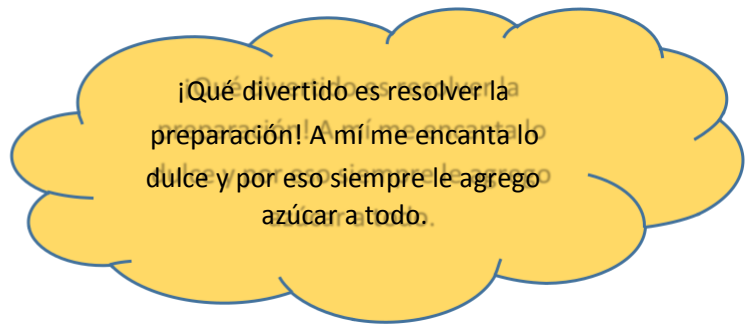 ¡Qué divertido es resolver la
preparación! A mí me encanta lo
dulce y por eso siempre le agrego
azúcar a todo.